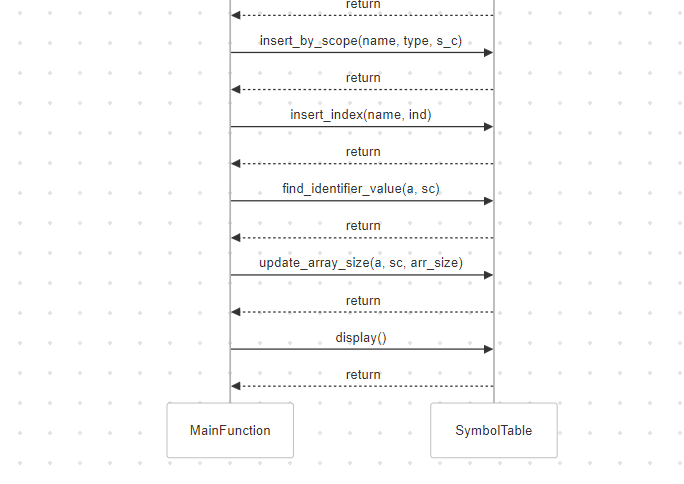 return
insert_by_scope(name, type, s_c)
return
insert_index(name, ind)
return
find_identifier_value(a, sc)
return
update_array_size(a, sc, arr_size)
return
display()
return
MainFunction
SymbolTable